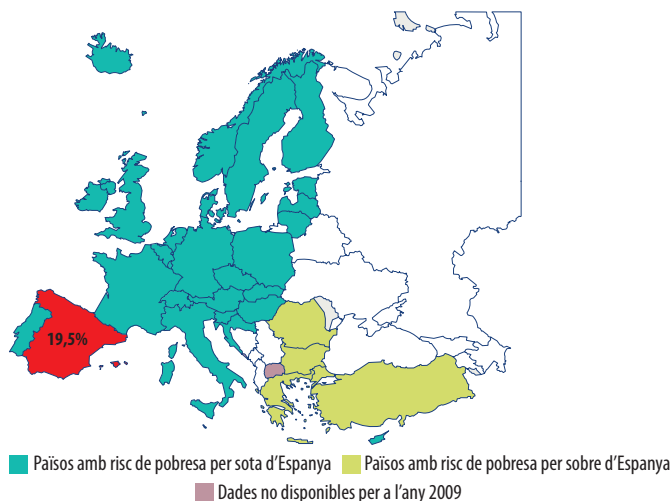 19,5%
Països amb risc de pobresa per sota d’Espanya Països amb risc de pobresa per sobre d’Espanya
Dades no disponibles per a l’any 2009